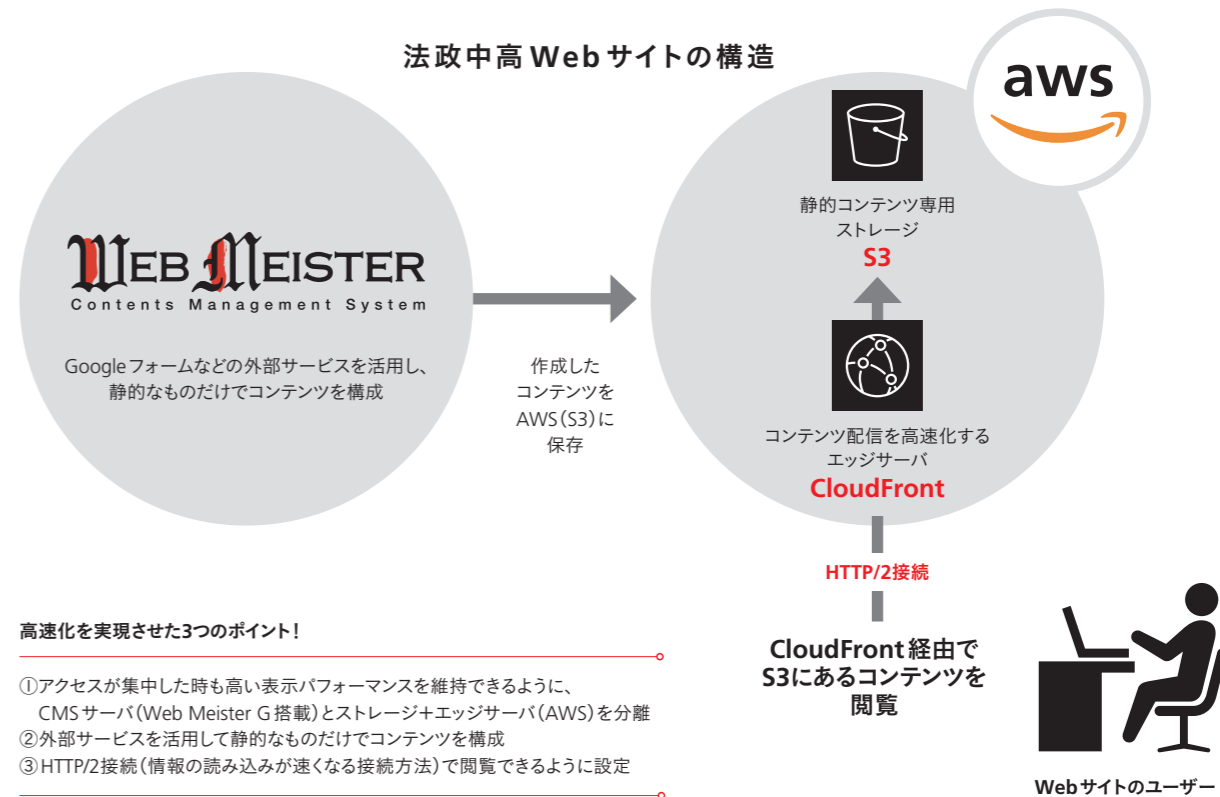 法政中高 Web サイトの構造
aws
WEB MEISTER
Contents Management System
Googleフォームなどの外部サービスを活用し、
静的なものだけでコンテンツを構成
作成した
コンテンツを
AWS(S3)に
保存
静的コンテンツ専用
ストレージ
S3
コンテンツ配信を高速化する
エッジサーバ
CloudFront
HTTP/2接続
CloudFront 経由で
S3にあるコンテンツを
閲覧
Webサイトのユーザー
高速化を実現させた3つのポイント!
①アクセスが集中した時も高い表示パフォーマンスを維持できるように、
CMSサーバ(Web Meister G 搭載)とストレージ+エッジサーバ(AWS)を分離
②外部サービスを活用して静的なものだけでコンテンツを構成
③HTTP/2接続(情報の読み込みが速くなる接続方法)で閲覧できるように設定